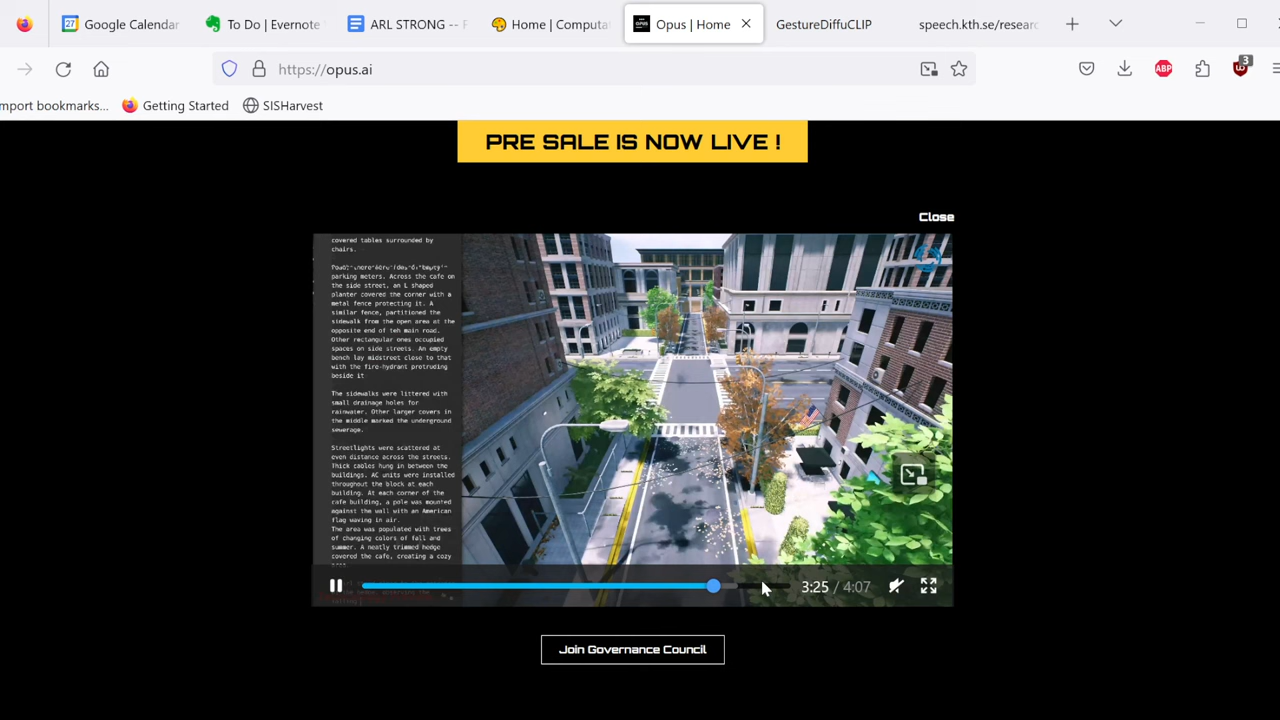 27 Google Calendar
To Do | Evernote
ARL STRONG -- F
Home | Computa
OPUS Opus | Home
GestureDiffuCLIP
speech.kth.se/resear
https://opus.ai
ABP
3
mport bookmarks...
Getting Started
SISHarvest
PRE SALE IS NOW LIVE !
Close
covered tables surrounded by
chairs.
parking meters. Across the cafe on
the side street, an L shaped
planter covered the corner with a
metal fence protecting it. A
similar fence, partitioned the
sidewalk from the open area at the
opposite end of teh main road.
Other rectangular ones occupied
spaces on side streets. An empty
bench lay midstreet close to that
with the fire-hydrant protruding
beside it
The sidewalks were littered with
small drainage holes for
rainwater. Other larger covers in
the middle marked the underground
sewerage.
Streetlights were scattered at
even distance across the streets.
Thick cables hung in between the
buildings. AC units were installed
throughout the block at each
building. At each corner of the
cafe building, a pole was mounted
against the wall with an American
flag waving in air.
The area was populated with trees
of changing colors of fall and
summer. A neatly trimmed hedge
covered the cafe, creating a cozy
3:25 / 4:07
Join Governance Council